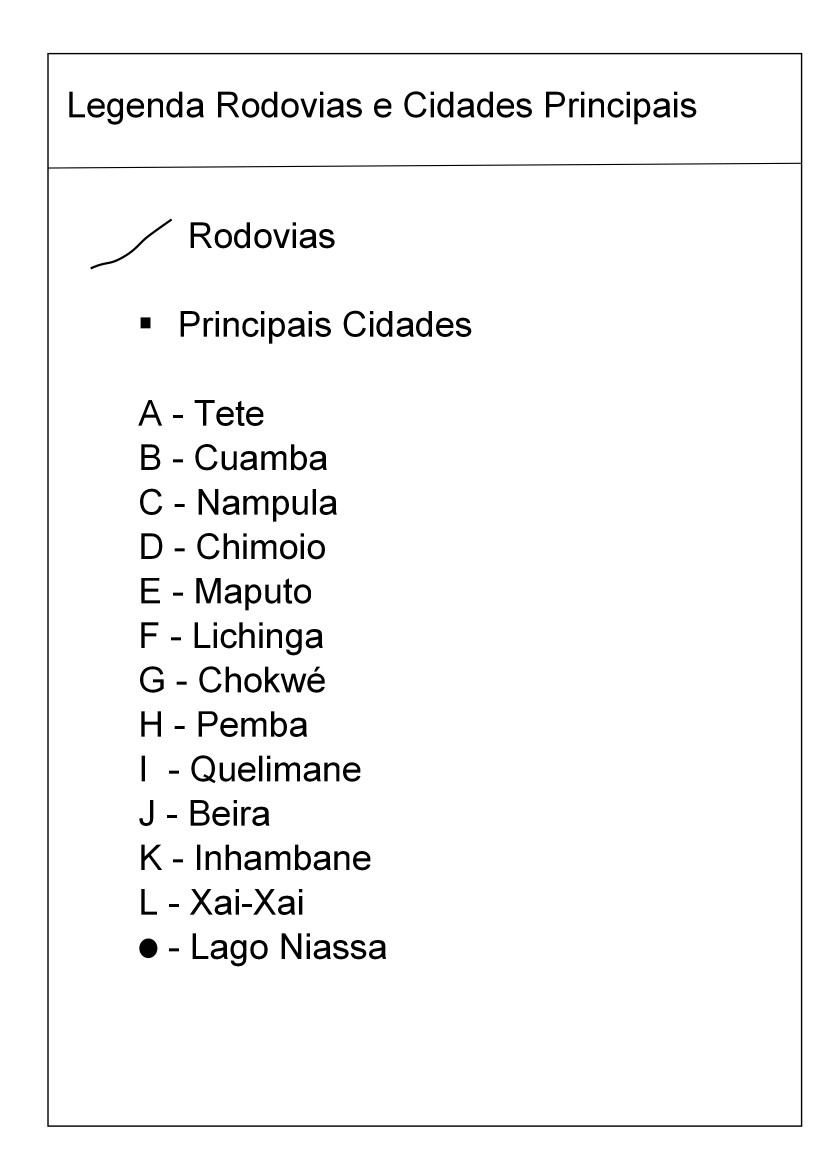 Legenda Rodovias e Cidades Principais
Rodovias
▪ Principais Cidades
A - Tete
B - Cuamba
C - Nampula
D - Chimoio
E - Maputo
F - Lichinga
G - Chokwé
H - Pemba
I - Quelimane
J - Beira
K - Inhambane
L - Xai-Xai
● - Lago Niassa